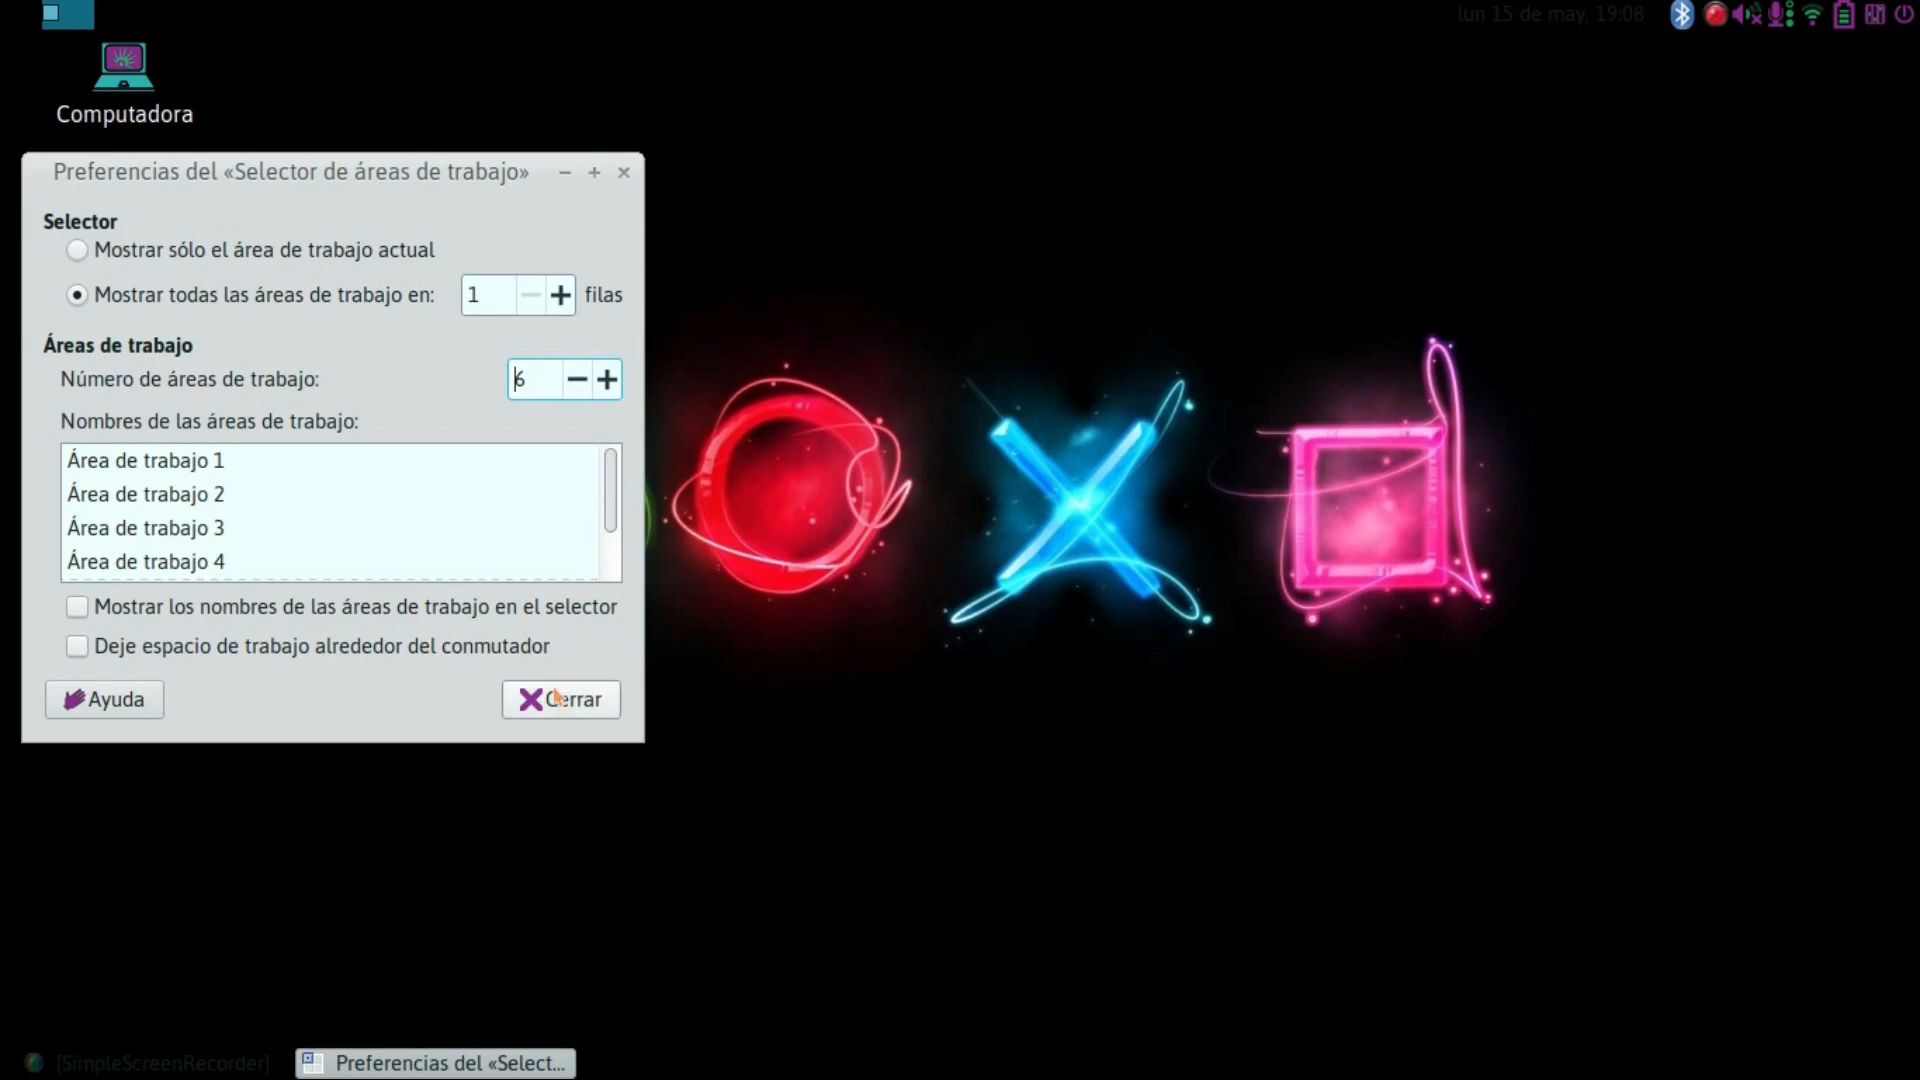 lun 15 de may, 19:08
Computadora
Preferencias del «Selector de áreas de trabajo»
Selector
Mostrar sólo el área de trabajo actual
Mostrar todas las áreas de trabajo en: 1 filas
Áreas de trabajo
Número de áreas de trabajo: 6
Nombres de las áreas de trabajo:
Área de trabajo 1
Área de trabajo 2
Área de trabajo 3
Área de trabajo 4
Mostrar los nombres de las áreas de trabajo en el selector
Deje espacio de trabajo alrededor del conmutador
Ayuda
Cerrar
[SimpleScreenRecorder]
Preferencias del «Select...